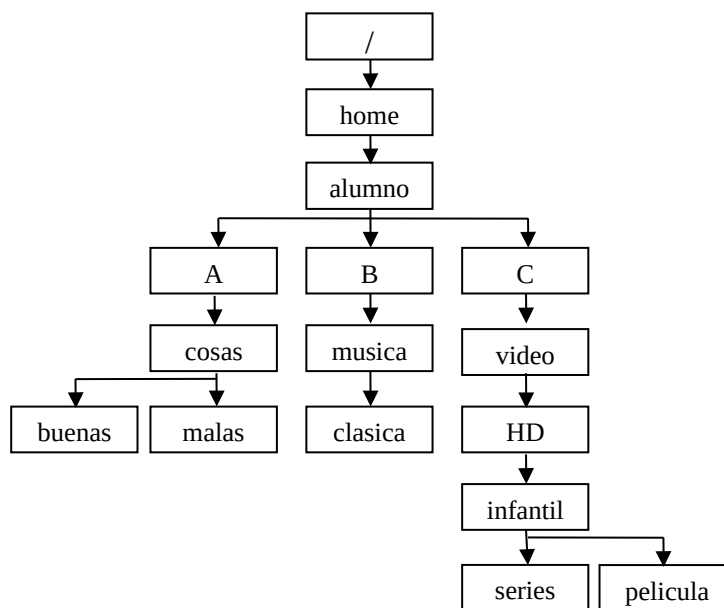 /
home
alumno
A
B
C
cosas
musica
video
buenas
malas
clasica
HD
infantil
series
pelicula